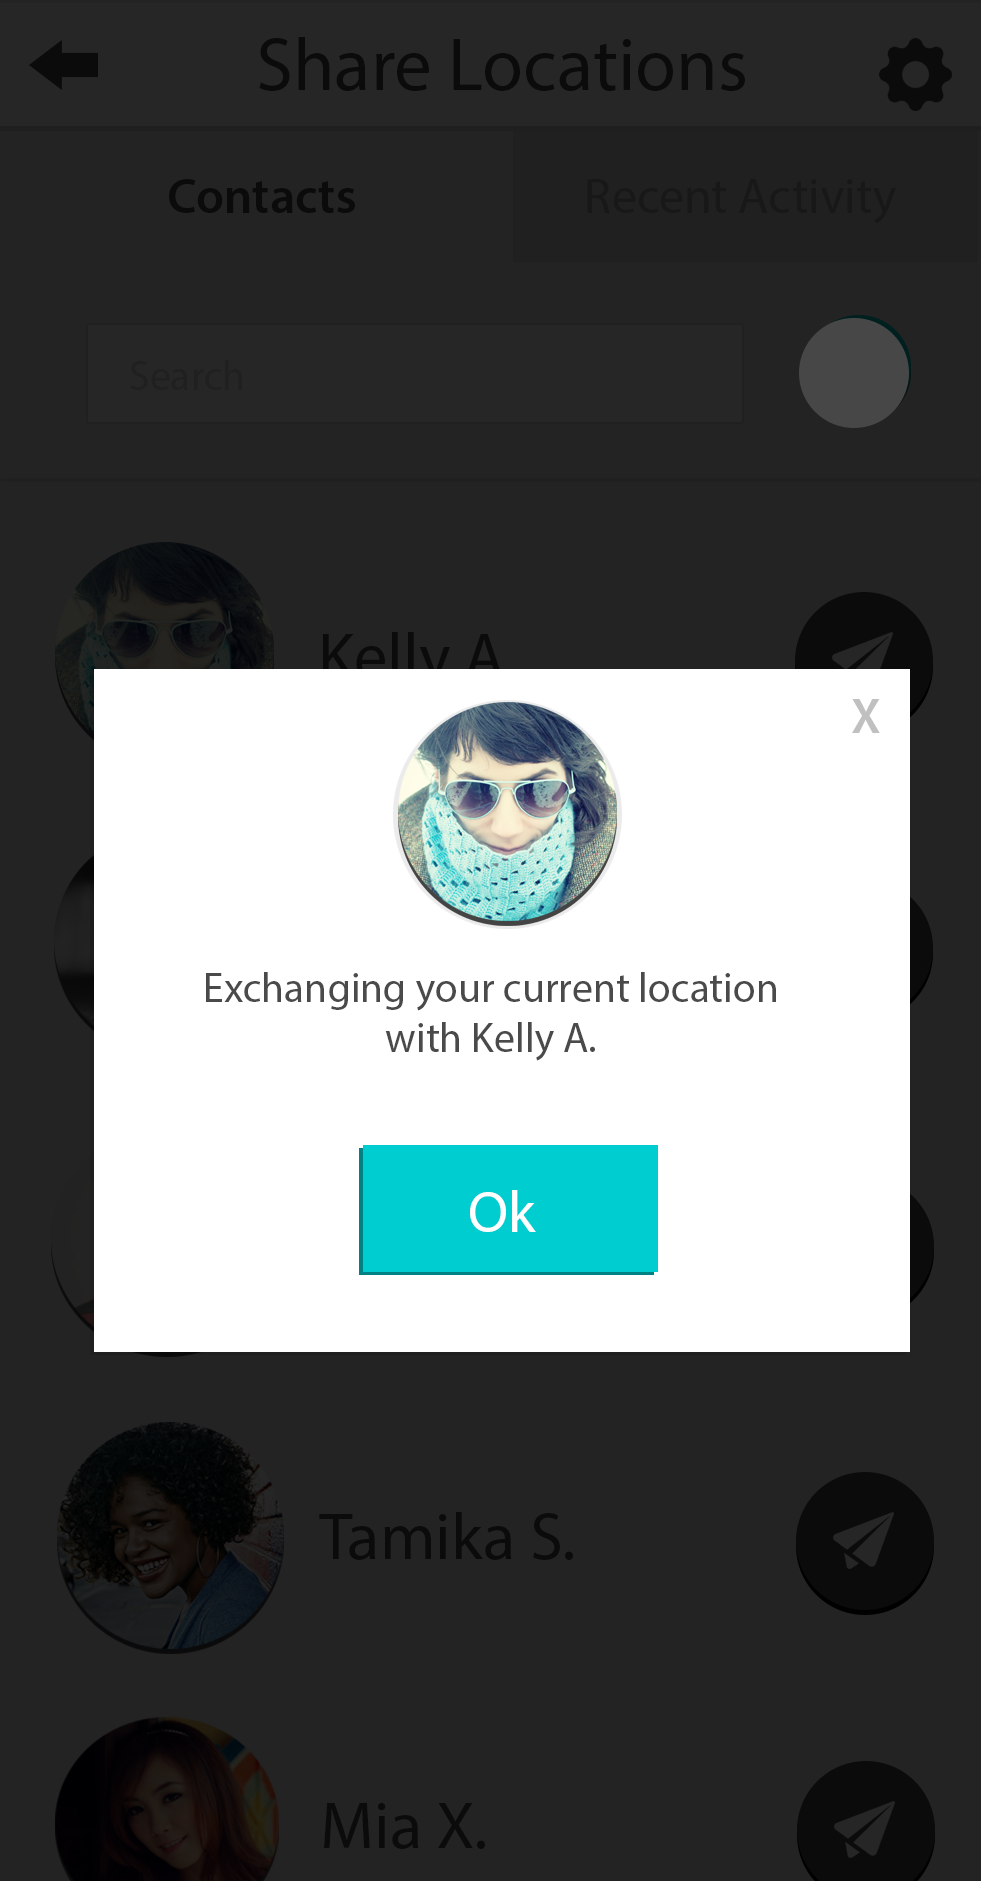 Share Locations
Contacts
Recent Activity
Search
Kelly A
X
Exchanging your current location
with Kelly A.
Ok
Tamika S.
Mia X.